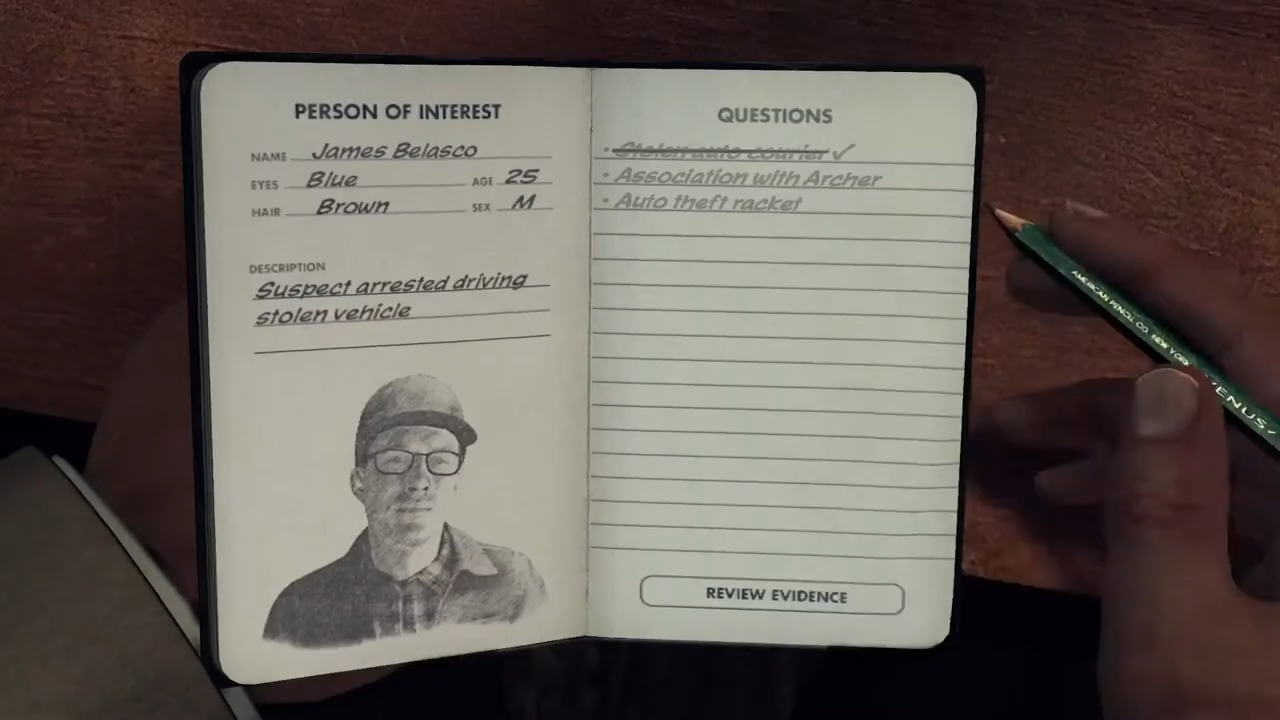 PERSON OF INTEREST
NAME James Belasco
EYES Blue AGE 25
HAIR Brown SEX M
DESCRIPTION
Suspect arrested driving
stolen vehicle
QUESTIONS
• Stolen auto courier ✓
• Association with Archer
• Auto theft racket
REVIEW EVIDENCE
AMERICAN PENCIL CO. NEW YORK
VENUS